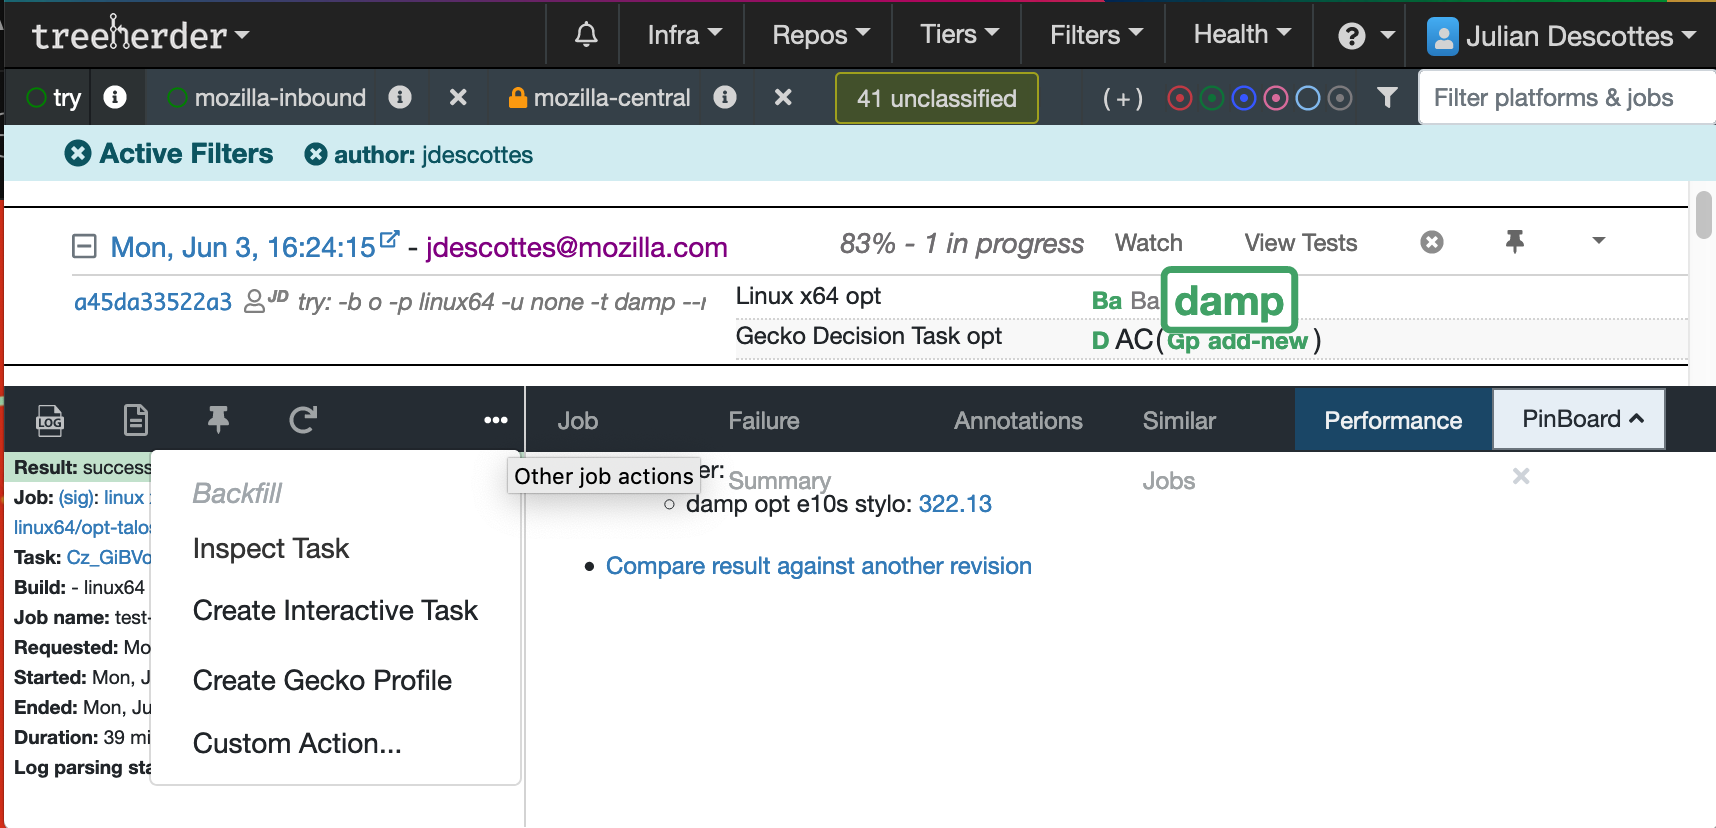 treeherder
Infra
Repos
Tiers
Filters
Health
?
Julian Descottes
try
mozilla-inbound
mozilla-central
41 unclassified
(+)
Filter platforms & jobs
Active Filters
author: jdescottes
Mon, Jun 3, 16:24:15 - jdescottes@mozilla.com
83% - 1 in progress
Watch
View Tests
a45da33522a3 JD try: -b o -p linux64 -u none -t damp --r
Linux x64 opt
Ba Ba damp
Gecko Decision Task opt
D AC(Gp add-new)
LOG
Job
Failure Summary
Annotations
Similar Jobs
Performance
PinBoard
Result: success
Job: (sig): linux
linux64/opt-talos
Task: Cz_GiBVo
Build: - linux64
Job name: test-
Requested: Mo
Started: Mon, J
Ended: Mon, Ju
Duration: 39 mi
Log parsing sta
Backfill
Inspect Task
Create Interactive Task
Create Gecko Profile
Custom Action...
Other job actions
er:
damp opt e10s stylo: 322.13
Compare result against another revision